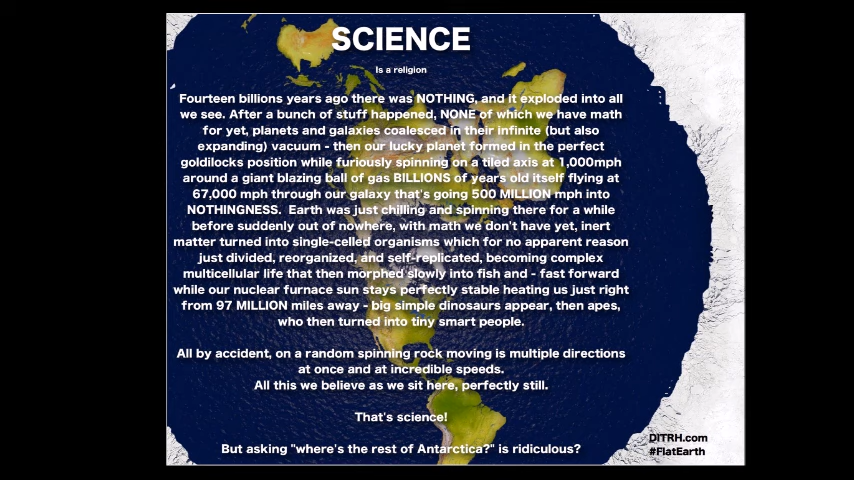 SCIENCE
Is a religion
Fourteen billions years ago there was NOTHING, and it exploded into all
we see. After a bunch of stuff happened, NONE of which we have math
for yet, planets and galaxies coalesced in their infinite (but also
expanding) vacuum - then our lucky planet formed in the perfect
goldilocks position while furiously spinning on a tiled axis at 1,000mph
around a giant blazing ball of gas BILLIONS of years old itself flying at
67,000 mph through our galaxy that's going 500 MILLION mph into
NOTHINGNESS. Earth was just chilling and spinning there for a while
before suddenly out of nowhere, with math we don't have yet, inert
matter turned into single-celled organisms which for no apparent reason
just divided, reorganized, and self-replicated, becoming complex
multicellular life that then morphed slowly into fish and - fast forward
while our nuclear furnace sun stays perfectly stable heating us just right
from 97 MILLION miles away - big simple dinosaurs appear, then apes,
who then turned into tiny smart people.
All by accident, on a random spinning rock moving is multiple directions
at once and at incredible speeds.
All this we believe as we sit here, perfectly still.
That's science!
But asking "where's the rest of Antarctica?" is ridiculous?
DITRH.com
#FlatEarth